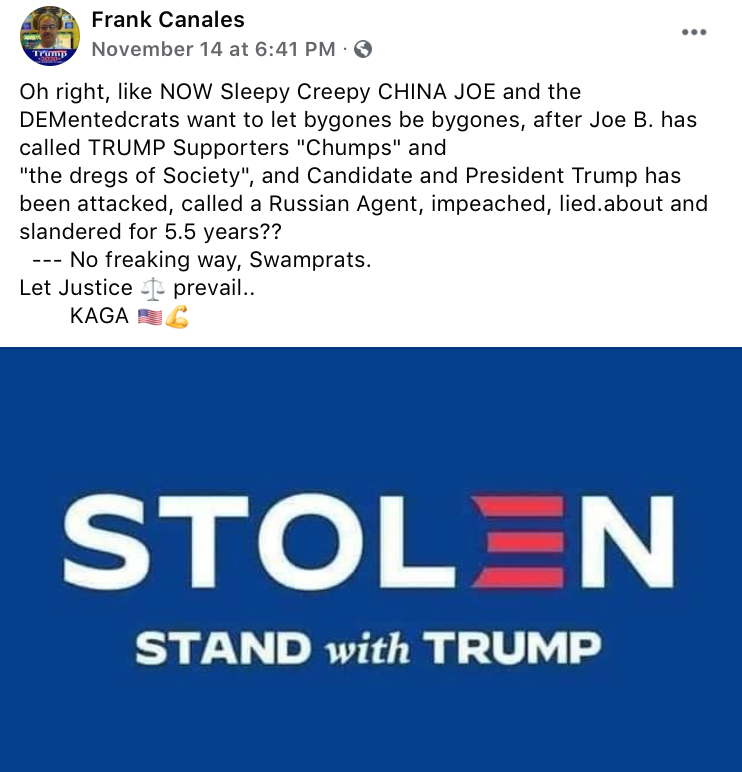 Frank Canales
November 14 at 6:41 PM ·
Oh right, like NOW Sleepy Creepy CHINA JOE and the
DEMentedcrats want to let bygones be bygones, after Joe B. has
called TRUMP Supporters "Chumps" and
"the dregs of Society", and Candidate and President Trump has
been attacked, called a Russian Agent, impeached, lied.about and
slandered for 5.5 years??
--- No freaking way, Swamprats.
Let Justice ⚖️ prevail..
KAGA 🇺🇸💪
Trump
STOLEN
STAND with TRUMP